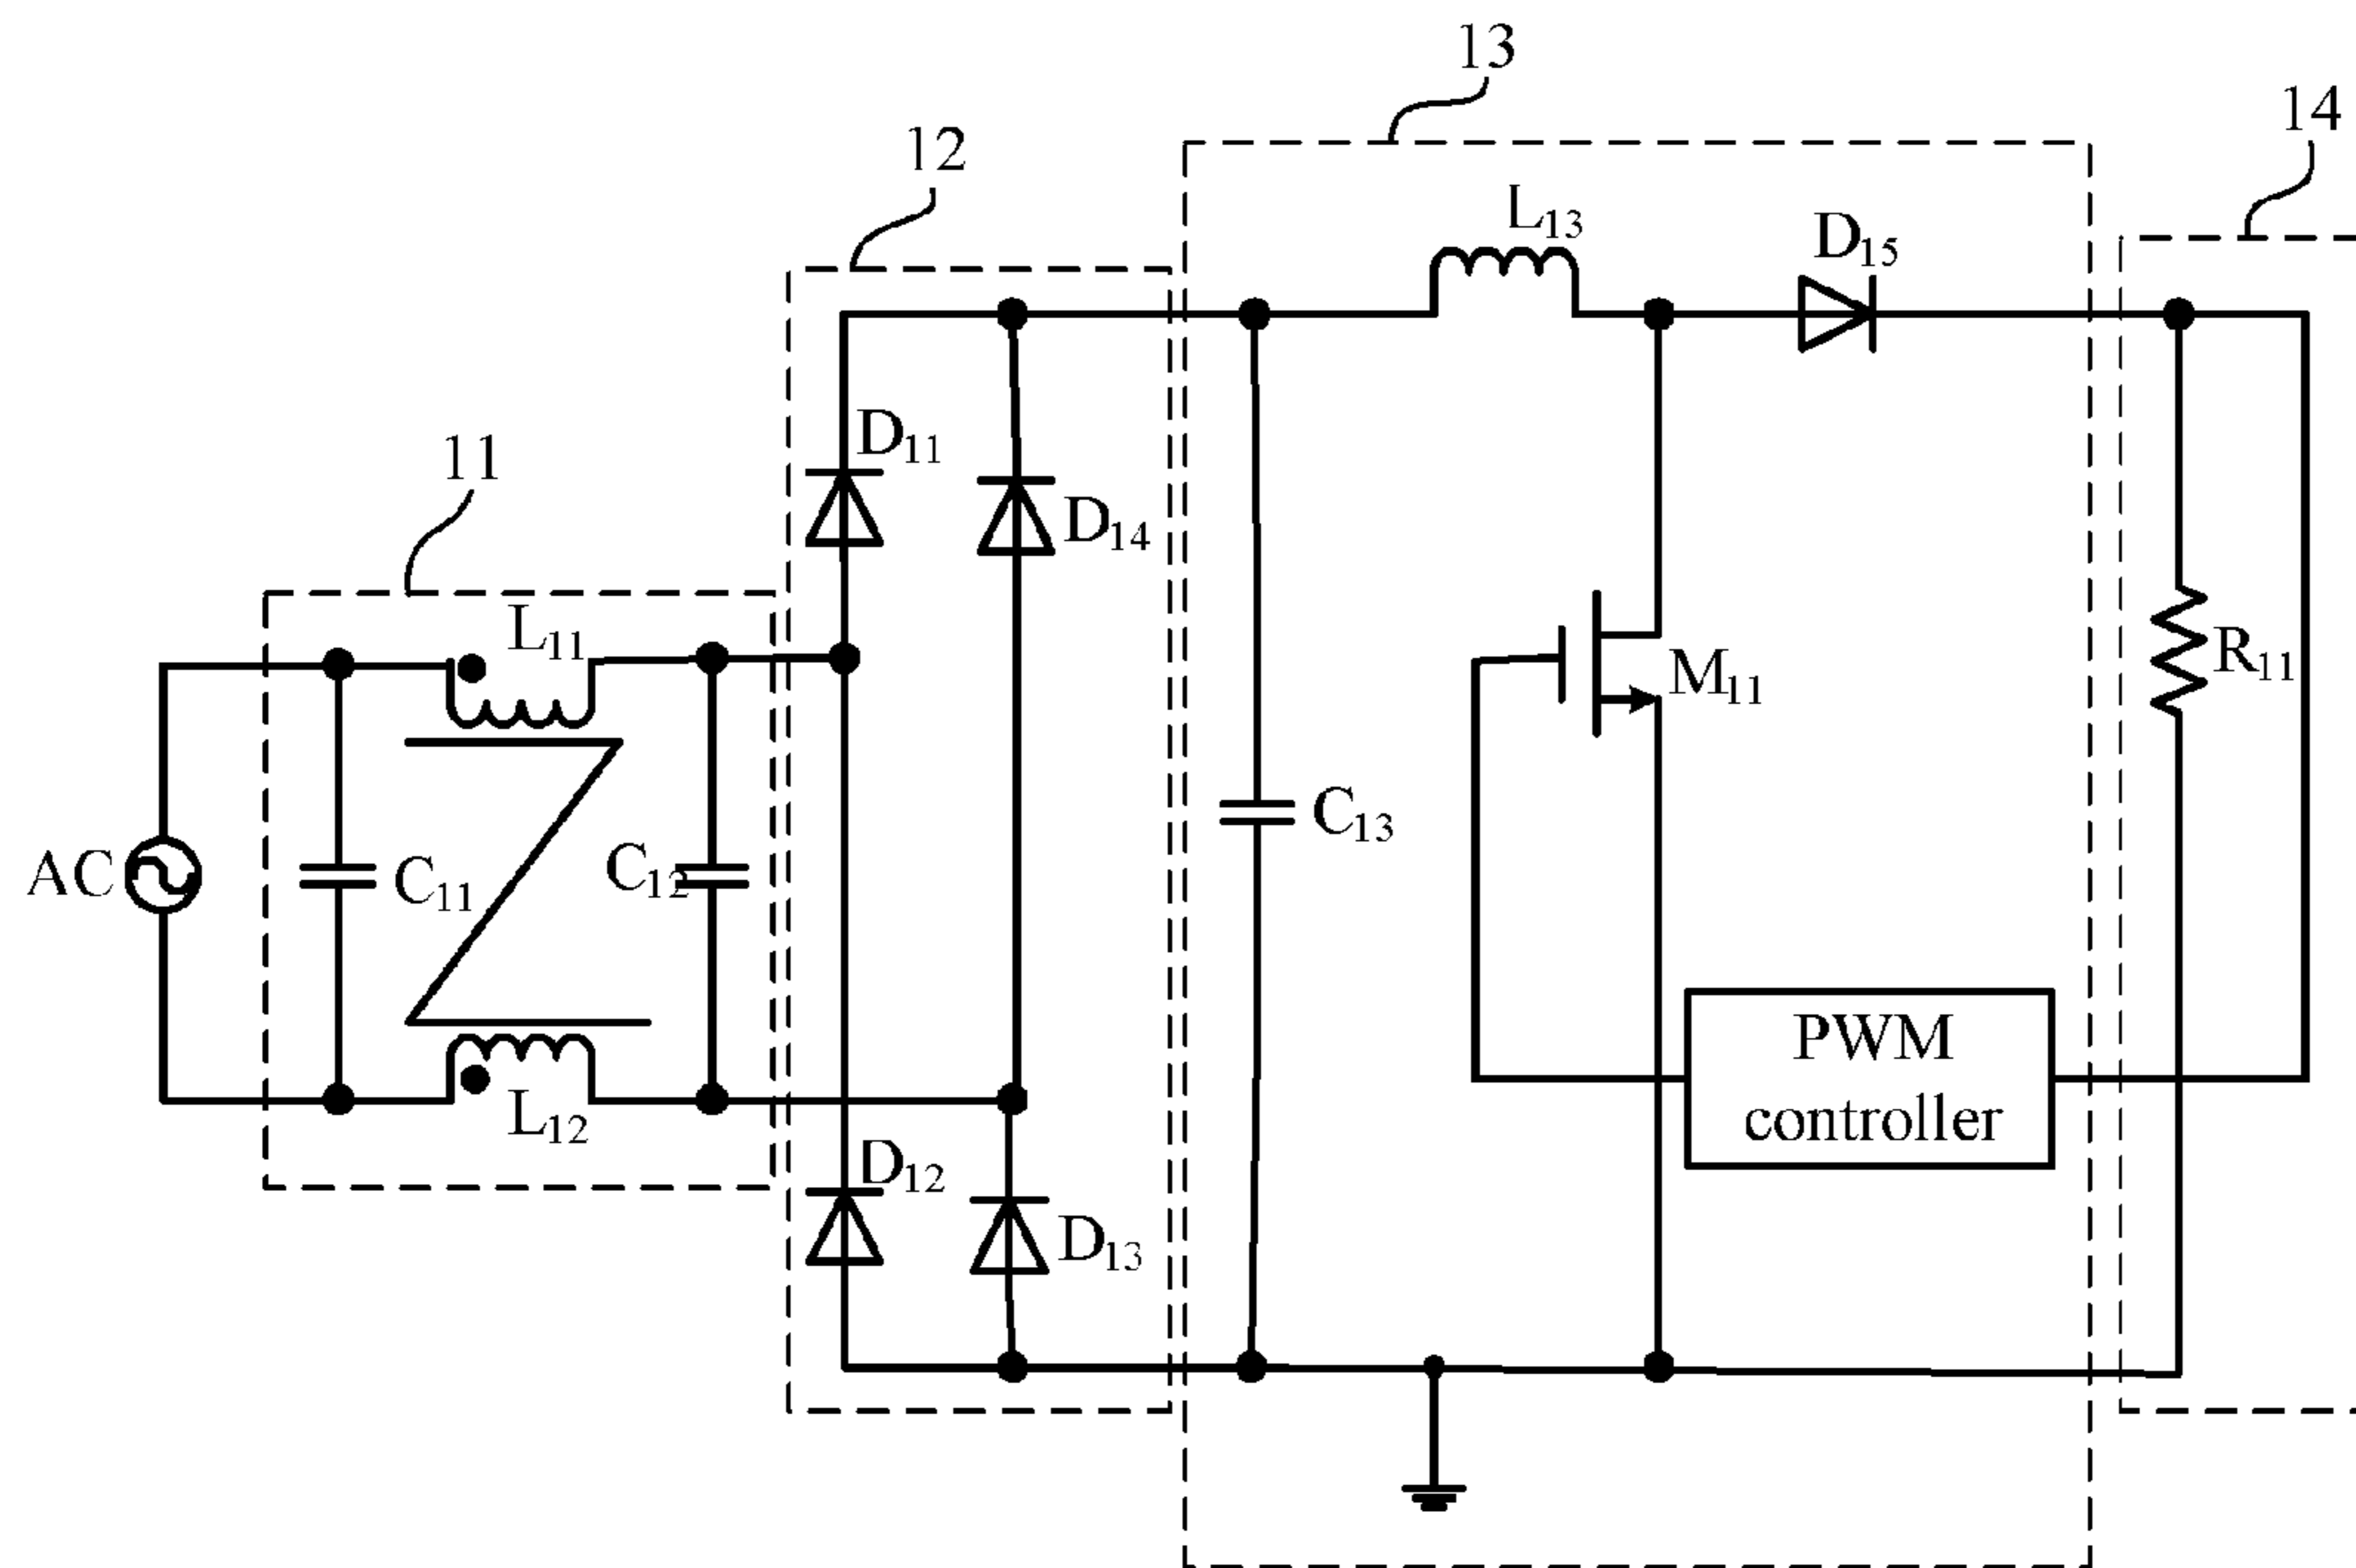 13
14
12
L13
D15
D11
11
D14
L11
R11
M11
C13
AC
C11
C12
PWM
controller
L12
D12
D13